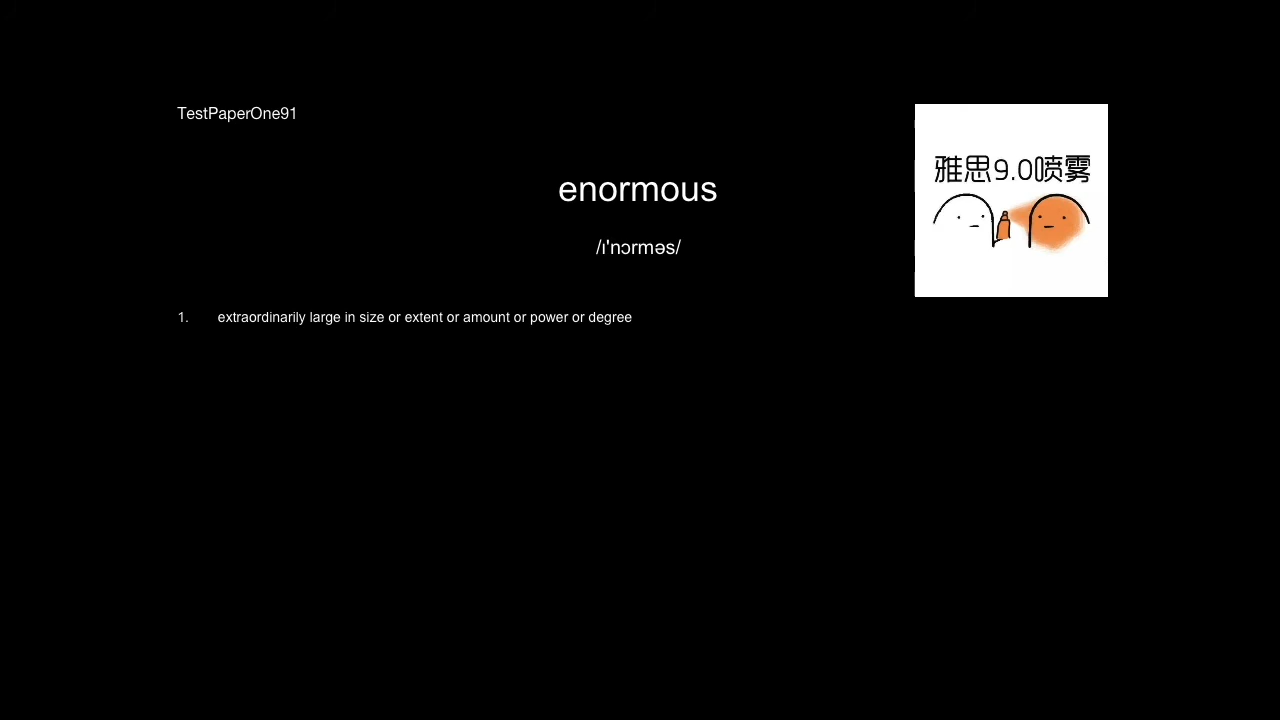 TestPaperOne91
雅思9.0喷雾
enormous
/ɪ'nɔrməs/
1. extraordinarily large in size or extent or amount or power or degree